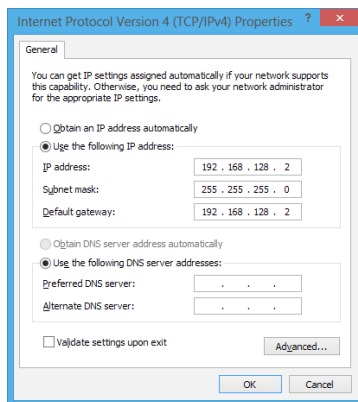 Internet Protocol Version 4 (TCP/IPv4) Properties ? ×
General
You can get IP settings assigned automatically if your network supports
this capability. Otherwise, you need to ask your network administrator
for the appropriate IP settings.
Obtain an IP address automatically
Use the following IP address:
IP address: 192 . 168 . 128 . 2
Subnet mask: 255 . 255 . 255 . 0
Default gateway: 192 . 168 . 128 . 2
Obtain DNS server address automatically
Use the following DNS server addresses:
Preferred DNS server: . . .
Alternate DNS server: . . .
Validate settings upon exit
Advanced...
OK Cancel